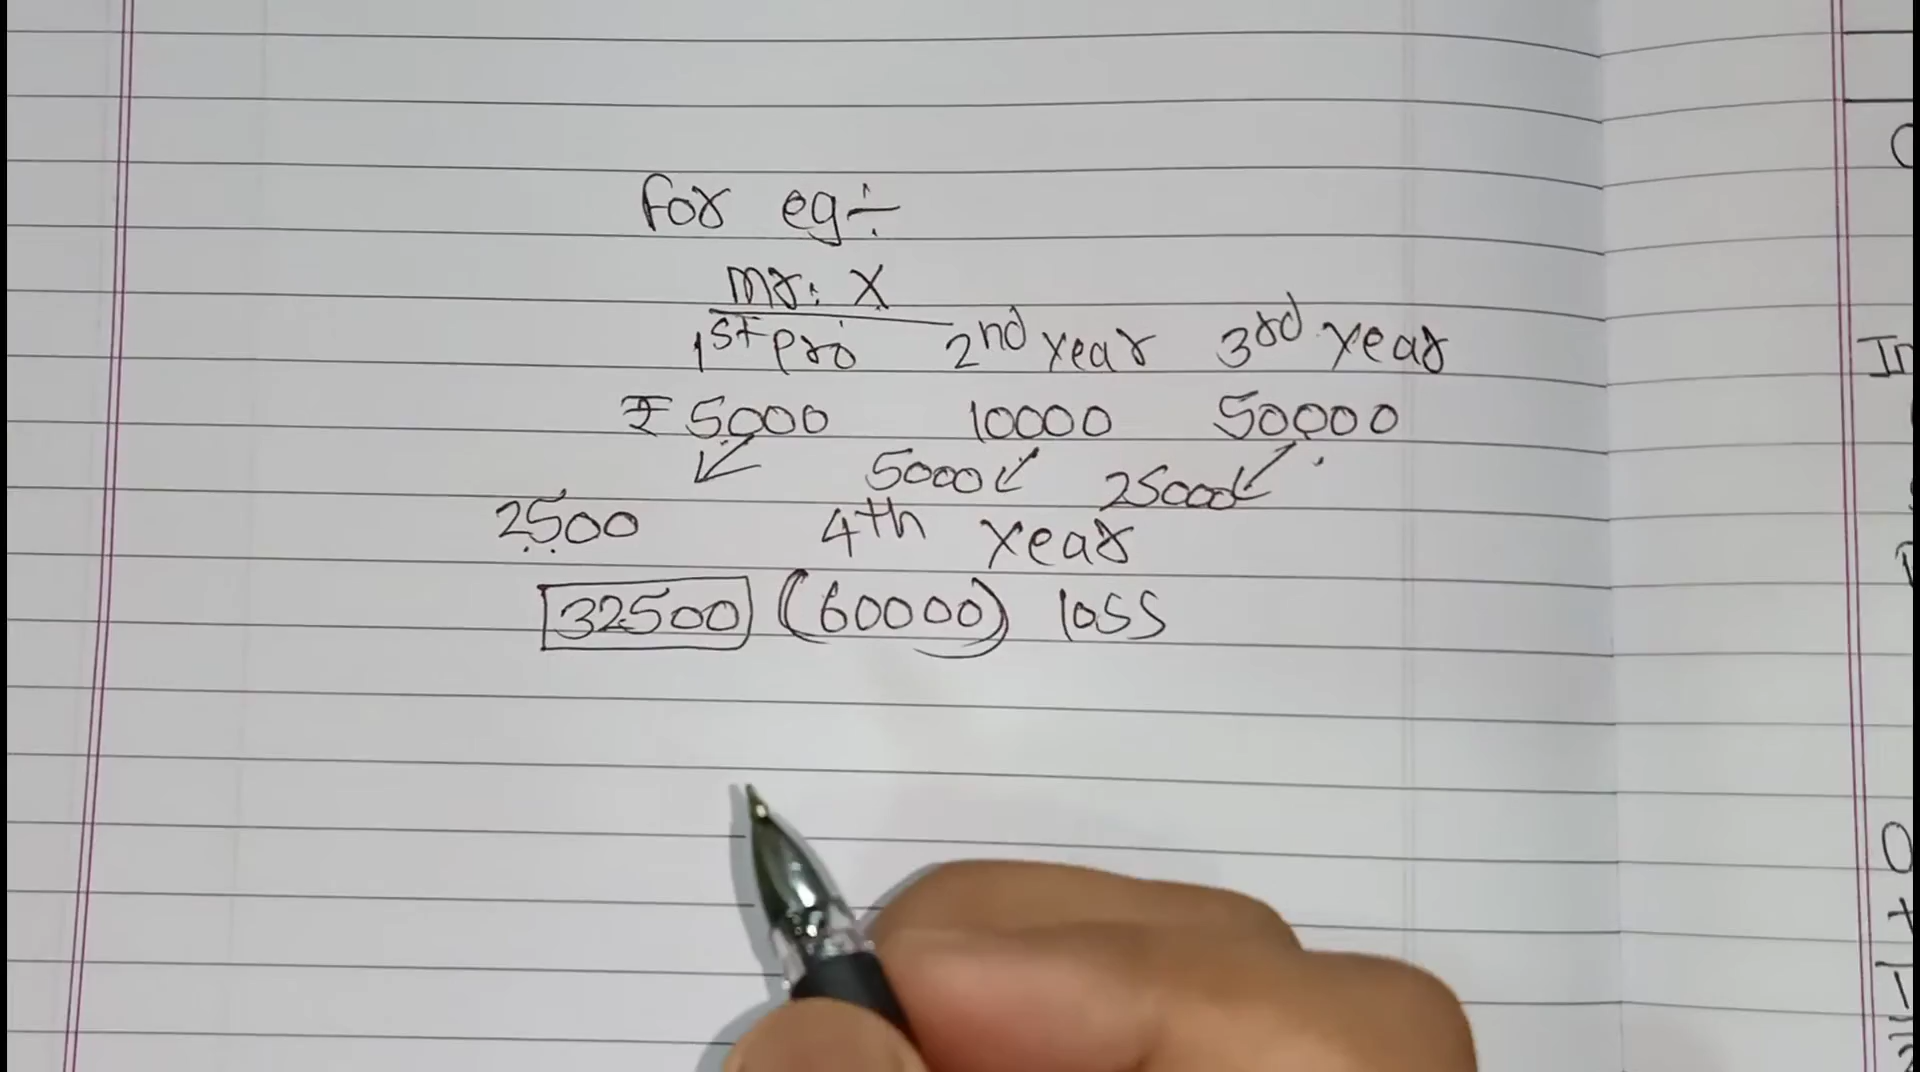 For eg÷
Mr. X
1st pro 2nd year 3rd year
₹ 5000 10000 50000
5000 25000
2500 4th year
32500 (60000) loss